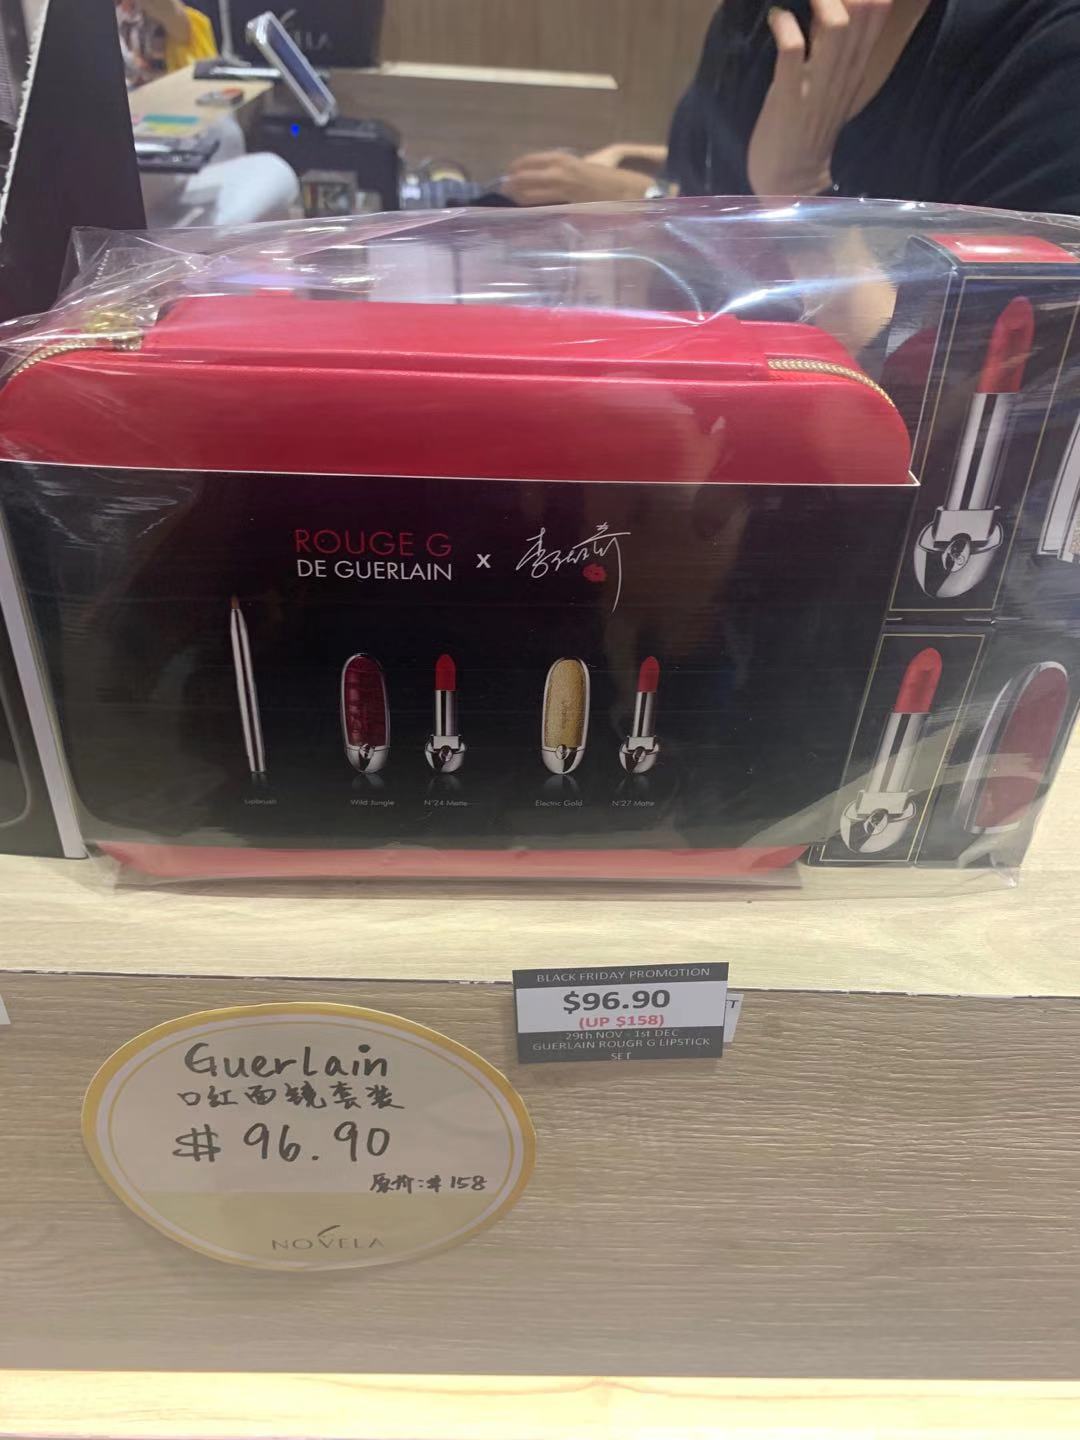 ROUGE G
DE GUERLAIN
x
Lipbrush
Wild Jungle
N°24 Matte
Electric Gold
N°27 Matte
BLACK FRIDAY PROMOTION
$96.90
(UP $158)
29th NOV - 1st DEC
GUERLAIN ROUGR G LIPSTICK
SET
Guerlain
口红面镜套装
$ 96.90
原价:$158
NOVELA